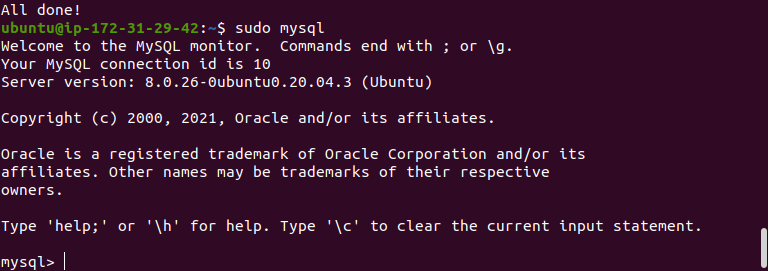 All done!
ubuntu@ip-172-31-29-42:~$ sudo mysql
Welcome to the MySQL monitor.  Commands end with ; or \g.
Your MySQL connection id is 10
Server version: 8.0.26-0ubuntu0.20.04.3 (Ubuntu)
Copyright (c) 2000, 2021, Oracle and/or its affiliates.
Oracle is a registered trademark of Oracle Corporation and/or its
affiliates. Other names may be trademarks of their respective
owners.
Type 'help;' or '\h' for help. Type '\c' to clear the current input statement.
mysql>